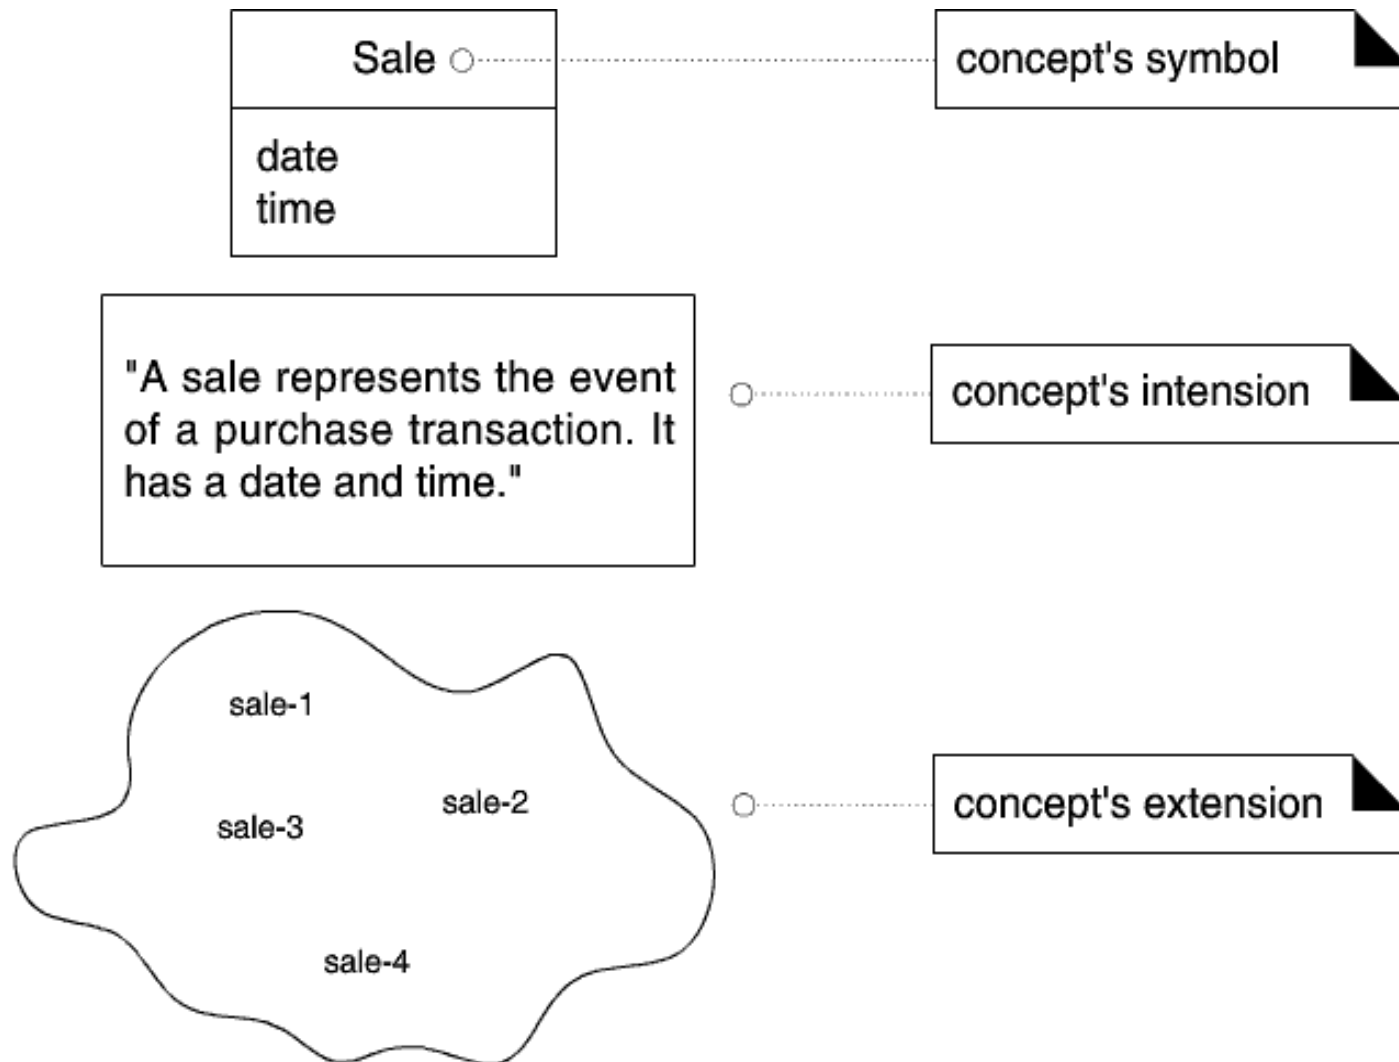 Sale
concept's symbol
date
time
"A sale represents the event
of a purchase transaction. It
has a date and time."
concept's intension
sale-1
sale-2
sale-3
sale-4
concept's extension